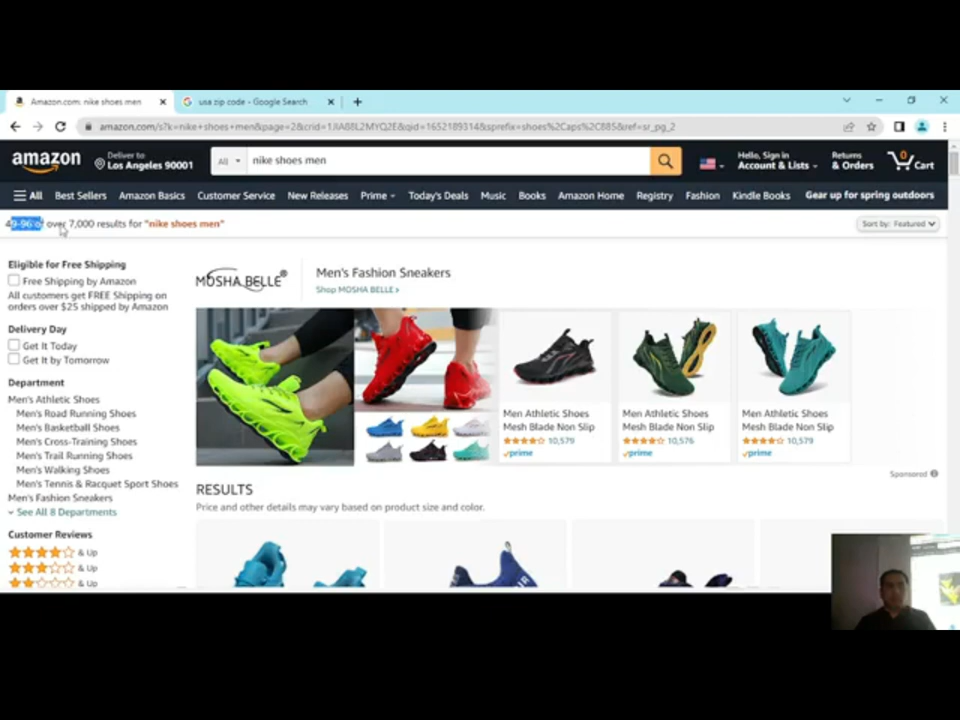 Amazon.com: nike shoes men
usa zip code - Google Search
amazon.com/s?k=nike+shoes+men&page=2&crid=1JIA88L2MYQ2E&qid=1652189314&sprefix=shoes%2Caps%2C885&ref=sr_pg_2
amazon
Deliver to
Los Angeles 90001
All
nike shoes men
Hello, Sign in
Account & Lists
Returns
& Orders
0
Cart
All Best Sellers Amazon Basics Customer Service New Releases Prime Today's Deals Music Books Amazon Home Registry Fashion Kindle Books Gear up for spring outdoors
49-96 of over 7,000 results for "nike shoes men"
Sort by: Featured
Eligible for Free Shipping
Free Shipping by Amazon
All customers get FREE Shipping on
orders over $25 shipped by Amazon
Delivery Day
Get It Today
Get It by Tomorrow
Department
Men's Athletic Shoes
Men's Road Running Shoes
Men's Basketball Shoes
Men's Cross-Training Shoes
Men's Trail Running Shoes
Men's Walking Shoes
Men's Tennis & Racquet Sport Shoes
Men's Fashion Sneakers
See All 8 Departments
Customer Reviews
& Up
& Up
& Up
MOSHA BELLE®
Men's Fashion Sneakers
Shop MOSHA BELLE ›
Men Athletic Shoes
Mesh Blade Non Slip
10,579
prime
Men Athletic Shoes
Mesh Blade Non Slip
10,576
prime
Men Athletic Shoes
Mesh Blade Non Slip
10,579
prime
Sponsored
RESULTS
Price and other details may vary based on product size and color.